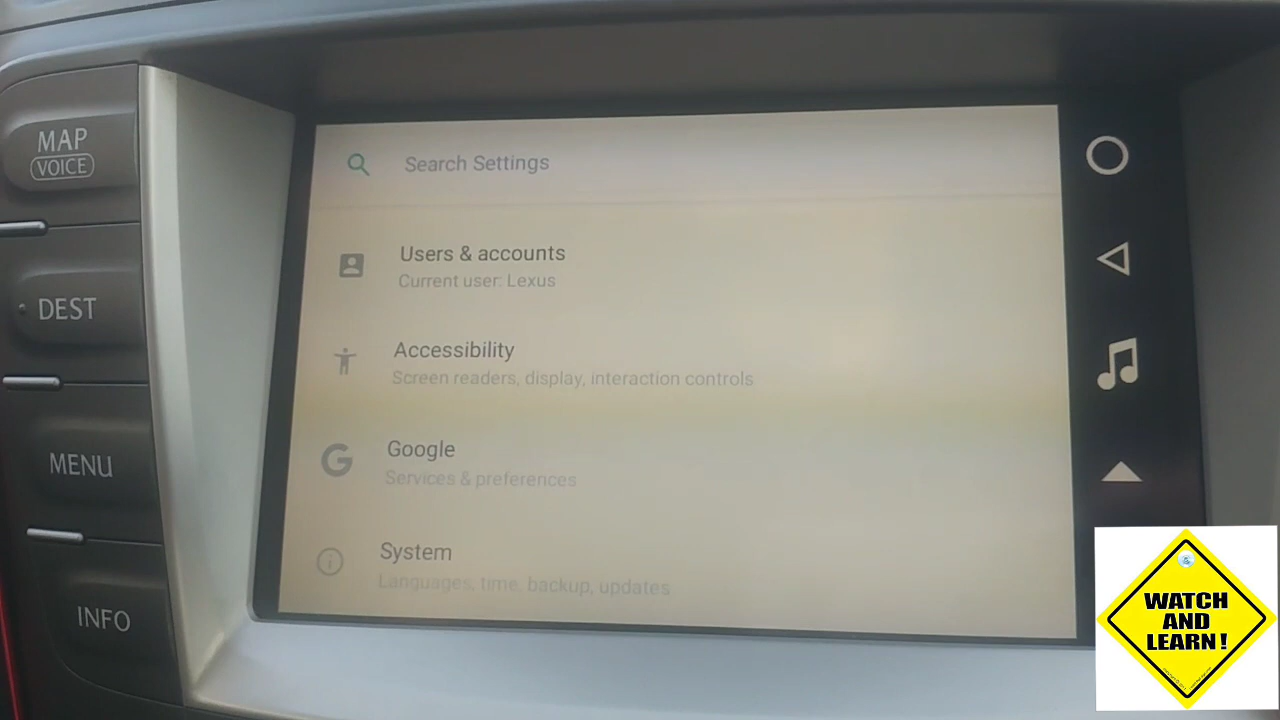 MAP
VOICE
DEST
MENU
INFO
Search Settings
Users & accounts
Current user: Lexus
Accessibility
Screen readers, display, interaction controls
Google
Services & preferences
System
Languages, time, backup, updates
WATCH
AND
LEARN!